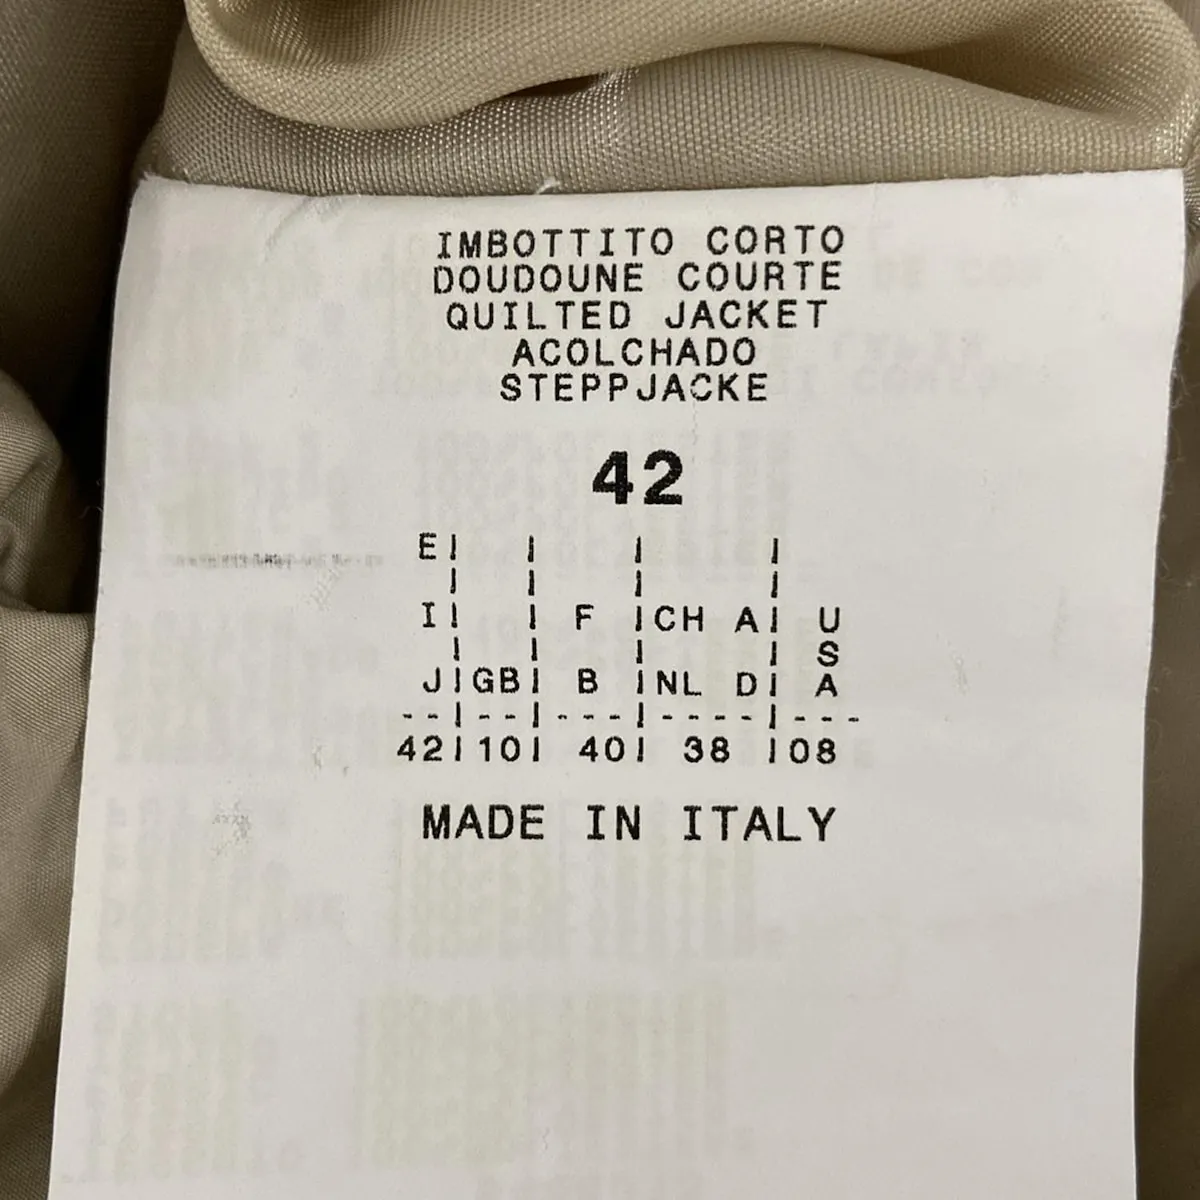 IMBOTTITO CORTO
DOUDOUNE COURTE
QUILTED JACKET
ACOLCHADO
STEPPJACKE
42
E| | | |
| | | |
I| | F |CH A| U
| | | | S
J|GB| B |NL D| A
--|--|---|----|---
42|10| 40| 38 |08
MADE IN ITALY